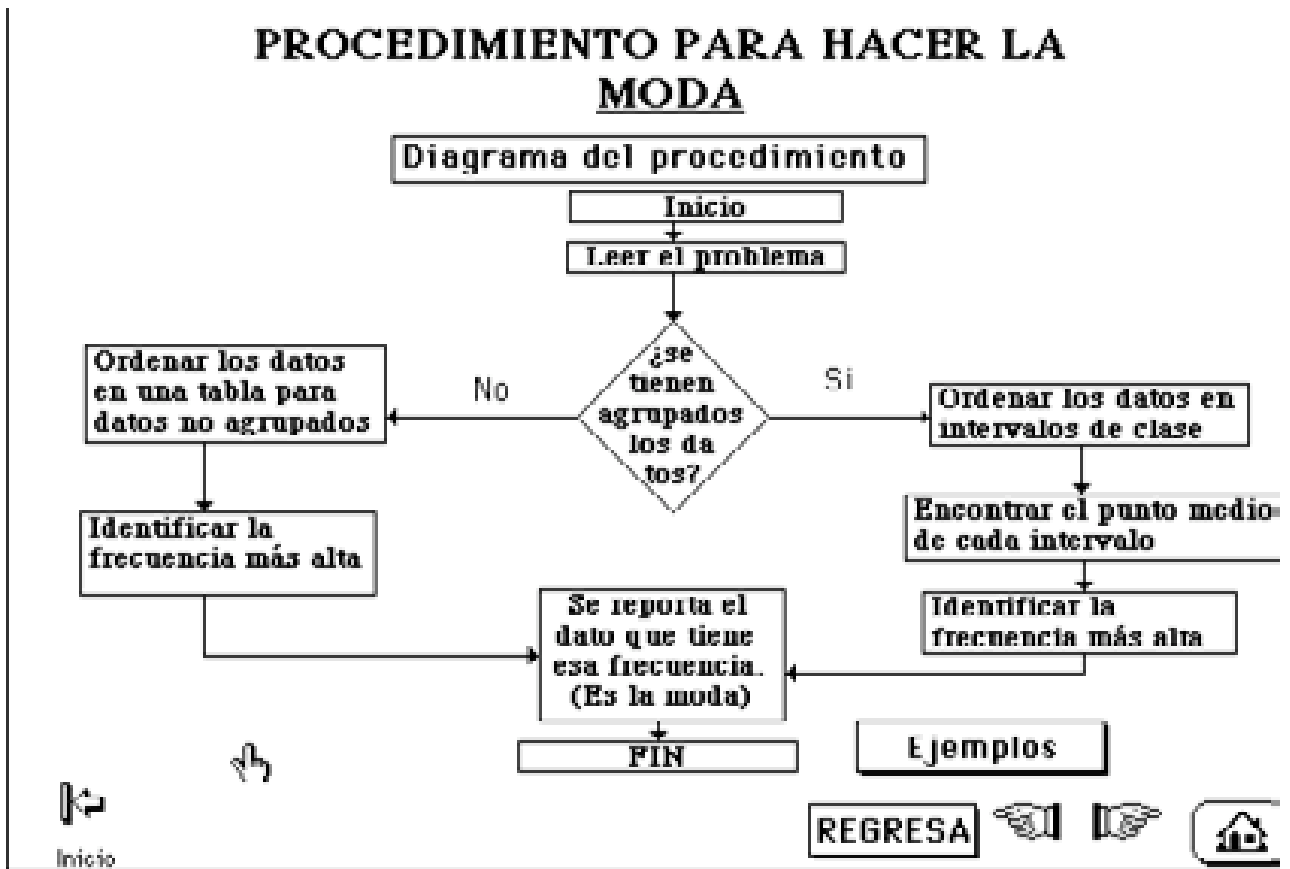 PROCEDIMIENTO PARA HACER LA
MODA
Diagrama del procedimiento
Inicio
Leer el problema
¿se
tienen
agrupados
los da
tos?
No
Si
Ordenar los datos
en una tabla para
datos no agrupados
Identificar la
frecuencia más alta
Ordenar los datos en
intervalos de clase
Encontrar el punto medio
de cada intervalo
Identificar la
frecuencia más alta
Se reporta el
dato que tiene
esa frecuencia.
(Es la moda)
FIN
Ejemplos
REGRESA
Inicio